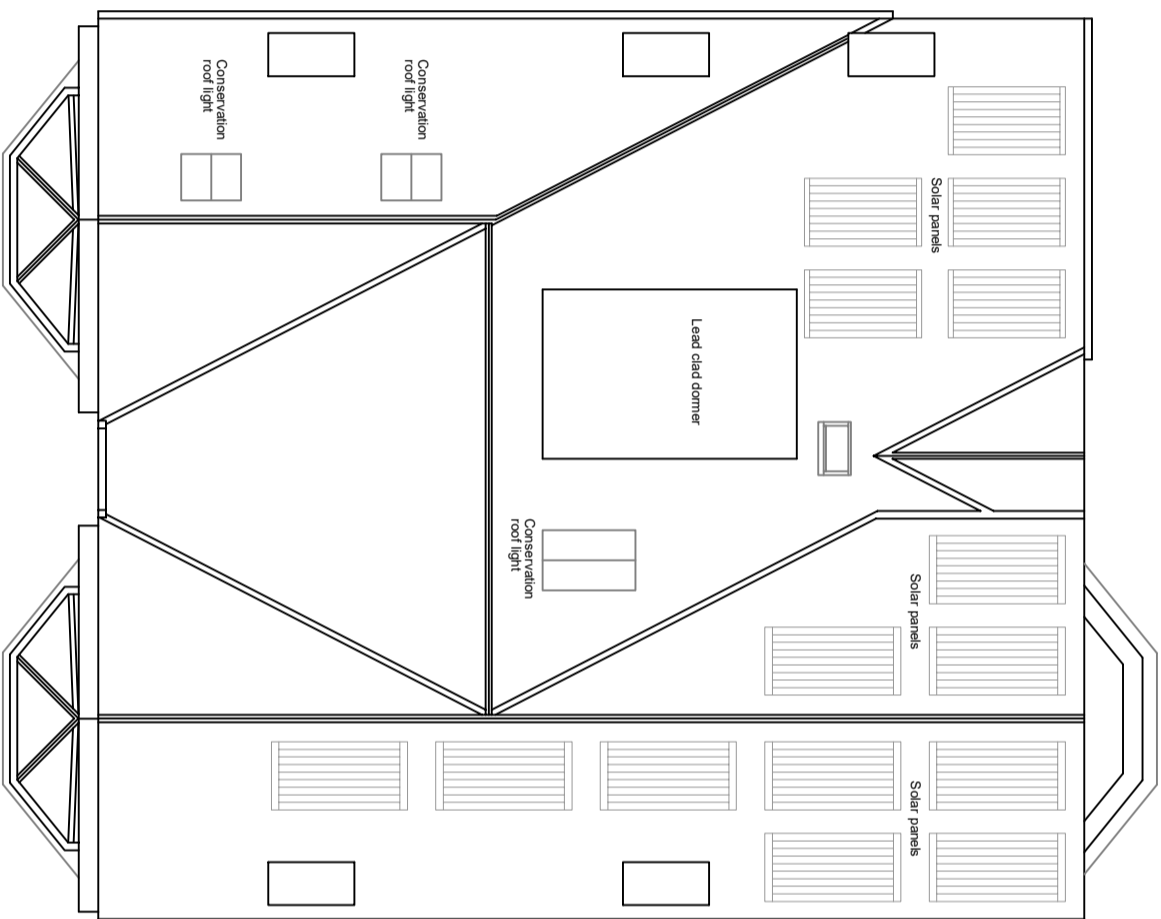 Conservation
roof light
Conservation
roof light
Solar panels
Lead clad dormer
Conservation
roof light
Solar panels
Solar panels